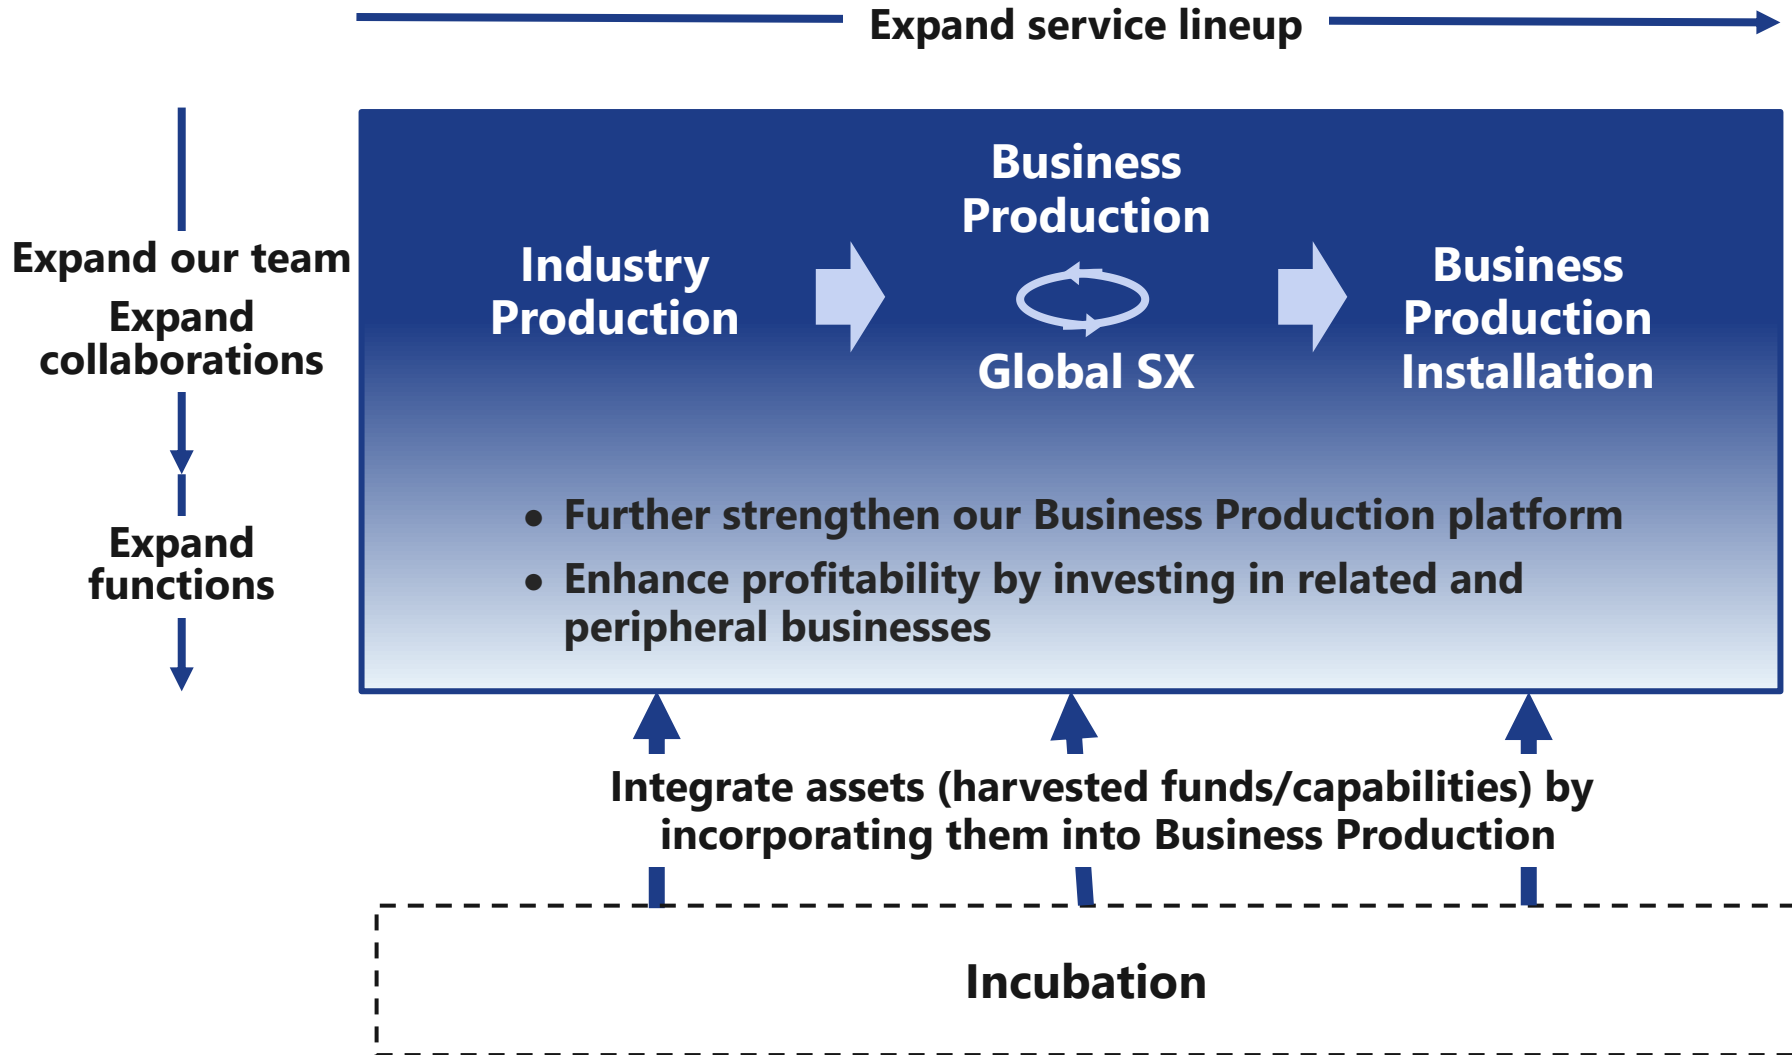 Expand service lineup
Expand our team
Expand
collaborations
Expand
functions
Industry
Production
Business
Production
Global SX
Business
Production
Installation
● Further strengthen our Business Production platform
● Enhance profitability by investing in related and
peripheral businesses
Integrate assets (harvested funds/capabilities) by
incorporating them into Business Production
Incubation